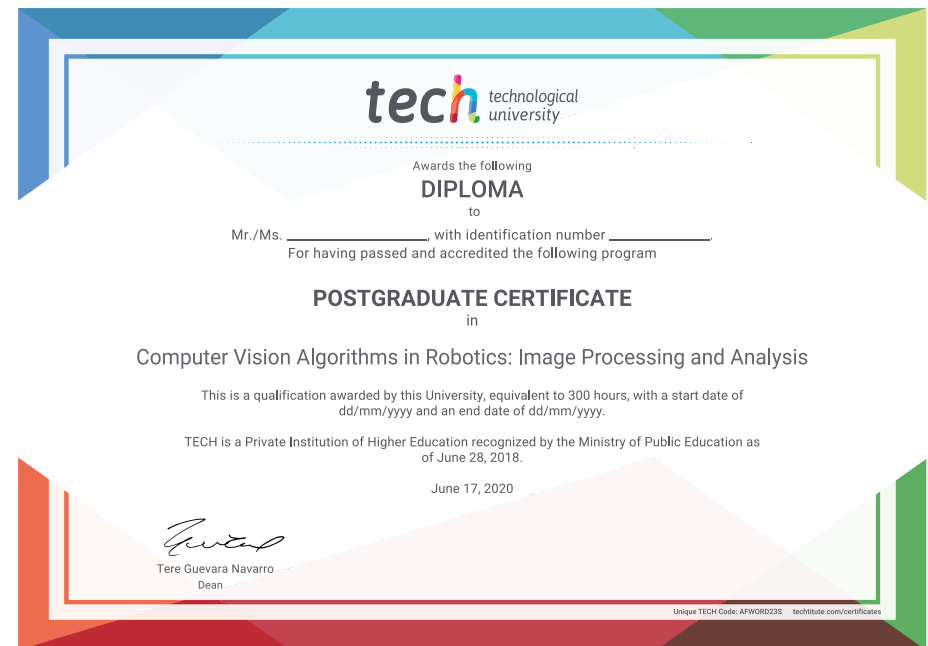 tech technological
university
Awards the following
DIPLOMA
to
Mr./Ms. ____________________, with identification number ______________.
For having passed and accredited the following program
POSTGRADUATE CERTIFICATE
in
Computer Vision Algorithms in Robotics: Image Processing and Analysis
This is a qualification awarded by this University, equivalent to 300 hours, with a start date of
dd/mm/yyyy and an end date of dd/mm/yyyy.
TECH is a Private Institution of Higher Education recognized by the Ministry of Public Education as
of June 28, 2018.
June 17, 2020
Tere Guevara Navarro
Dean
Unique TECH Code: AFWORD23S techtitute.com/certificates